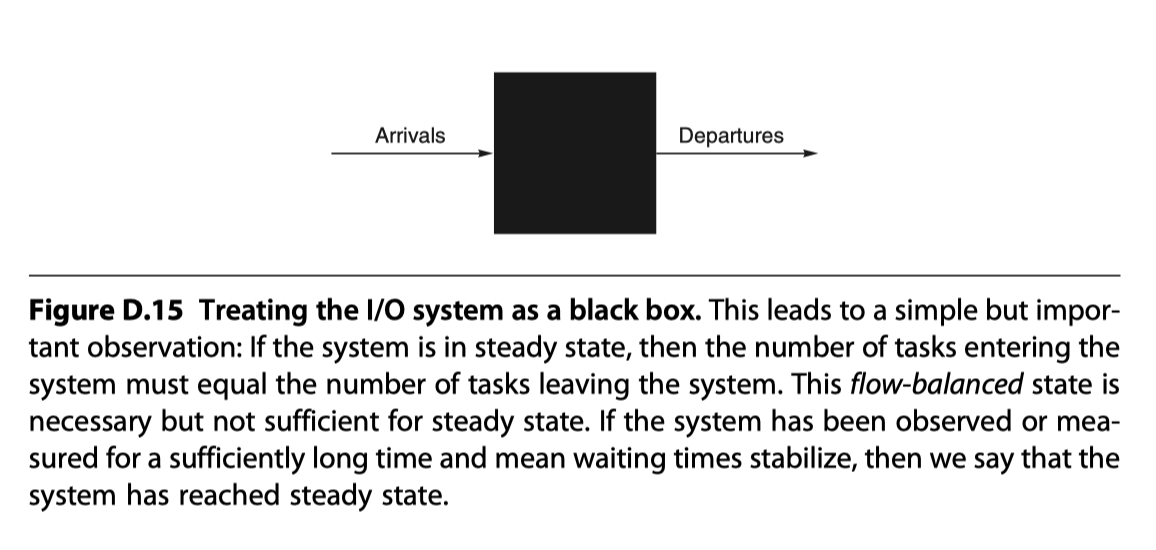 Arrivals
Departures
Figure D.15 Treating the I/O system as a black box. This leads to a simple but impor-
tant observation: If the system is in steady state, then the number of tasks entering the
system must equal the number of tasks leaving the system. This flow-balanced state is
necessary but not sufficient for steady state. If the system has been observed or mea-
sured for a sufficiently long time and mean waiting times stabilize, then we say that the
system has reached steady state.